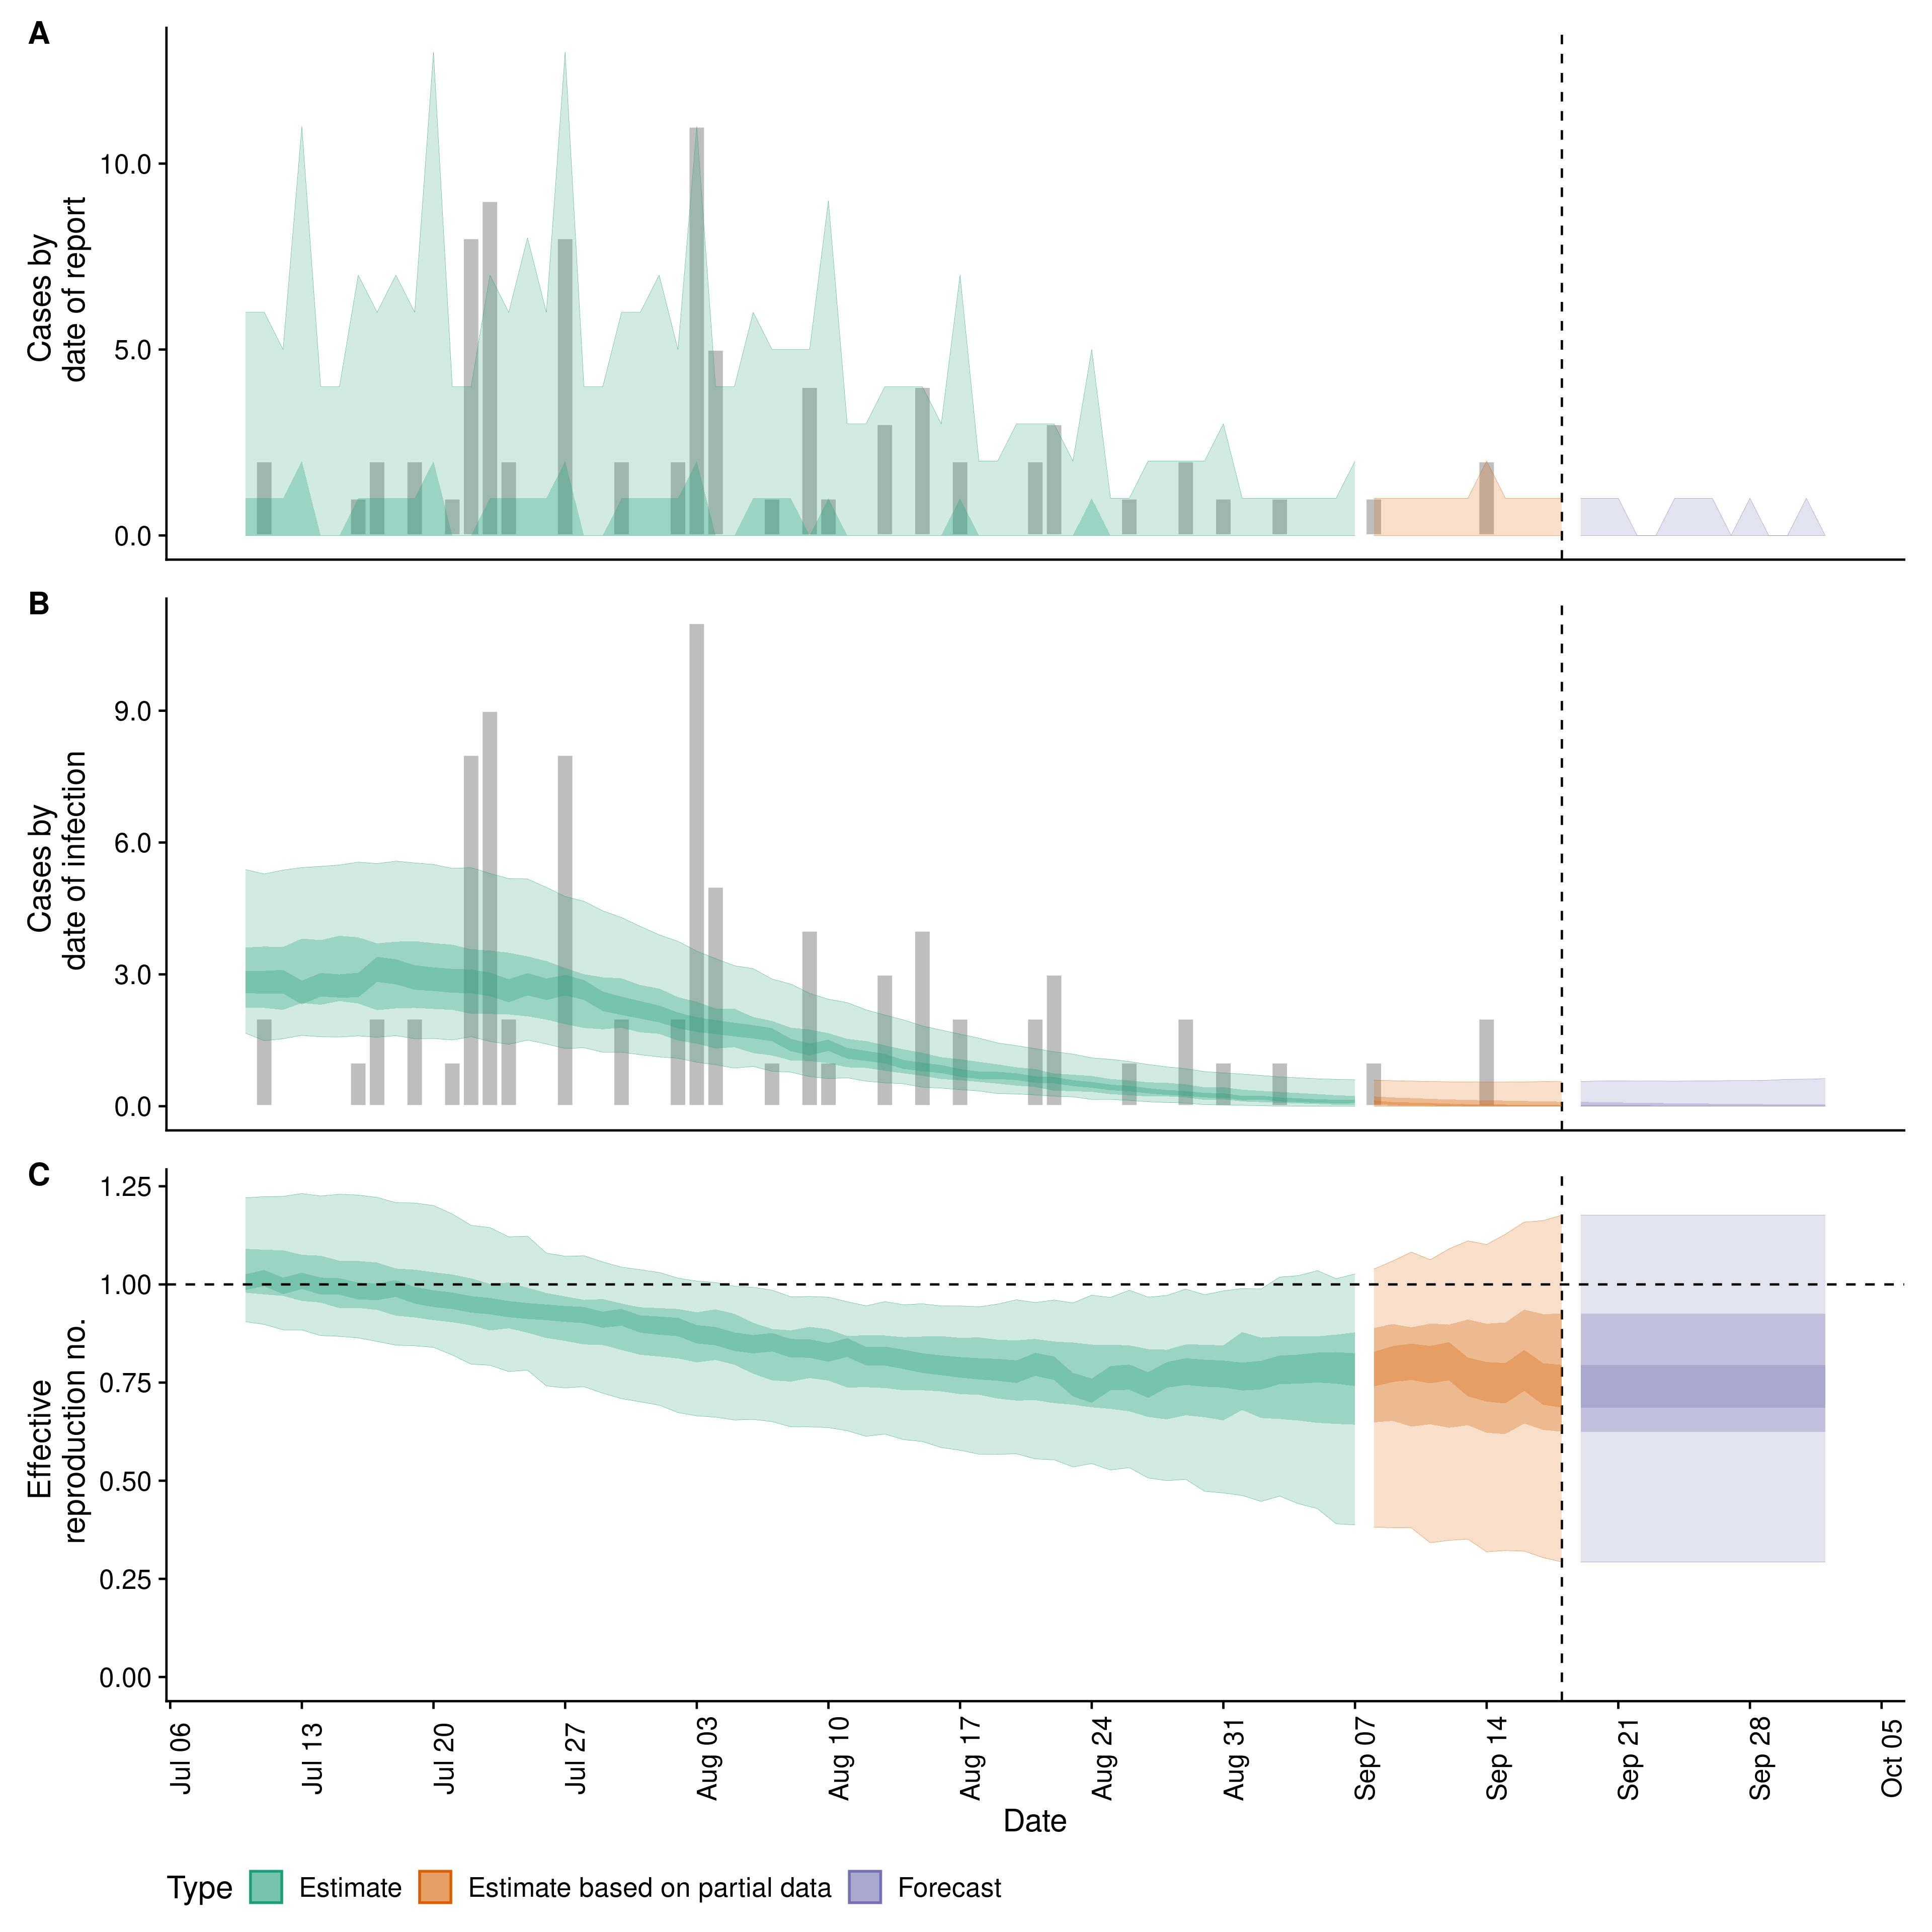 A
Cases by
date of report
10.0
5.0
0.0
B
Cases by
date of infection
9.0
6.0
3.0
0.0
C
Effective
reproduction no.
1.25
1.00
0.75
0.50
0.25
0.00
Jul 06
Jul 13
Jul 20
Jul 27
Aug 03
Aug 10
Aug 17
Aug 24
Aug 31
Sep 07
Sep 14
Sep 21
Sep 28
Oct 05
Date
Type Estimate Estimate based on partial data Forecast